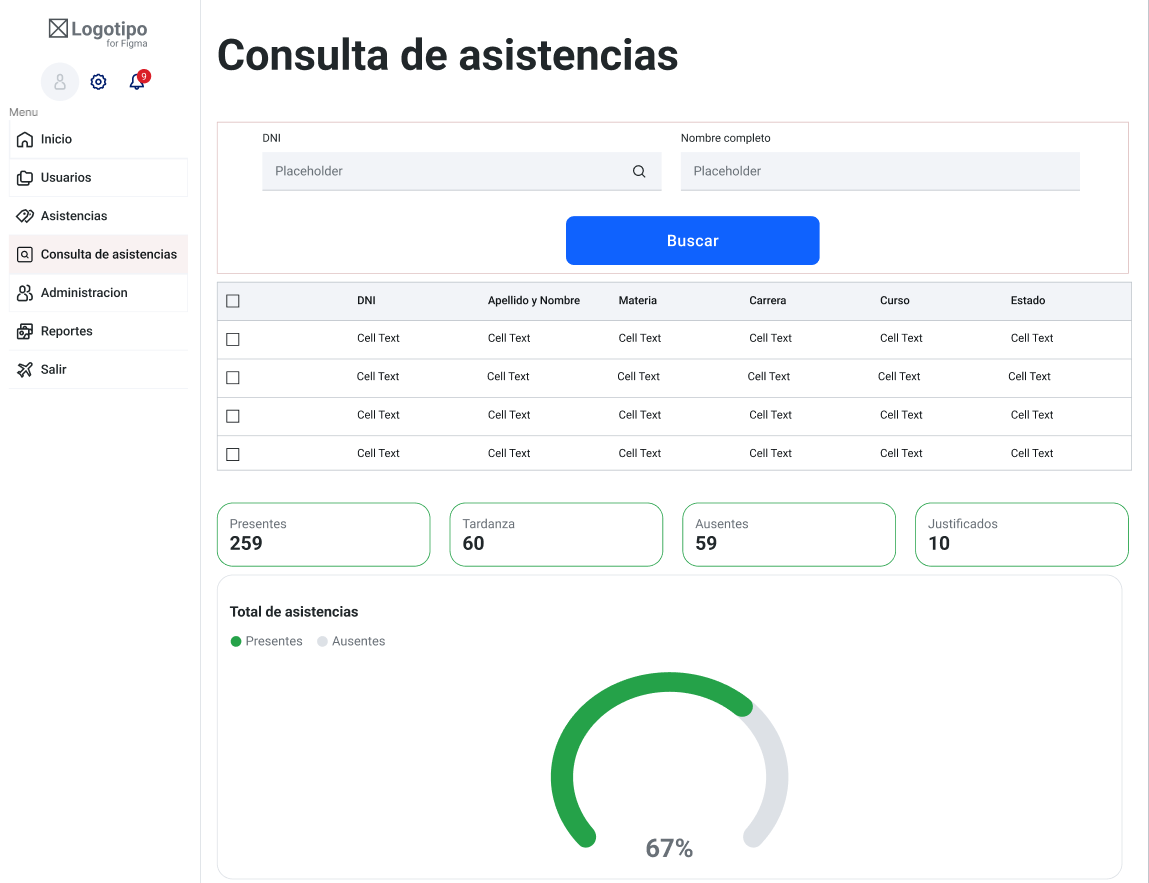 Logotipo
for Figma
9
Menu
Inicio
Usuarios
Asistencias
Consulta de asistencias
Administracion
Reportes
Salir
Consulta de asistencias
DNI Nombre completo
Placeholder Placeholder
Buscar
DNI Apellido y Nombre Materia Carrera Curso Estado
Cell Text Cell Text Cell Text Cell Text Cell Text Cell Text
Cell Text Cell Text Cell Text Cell Text Cell Text Cell Text
Cell Text Cell Text Cell Text Cell Text Cell Text Cell Text
Cell Text Cell Text Cell Text Cell Text Cell Text Cell Text
Presentes Tardanza Ausentes Justificados
259 60 59 10
Total de asistencias
Presentes Ausentes
67%